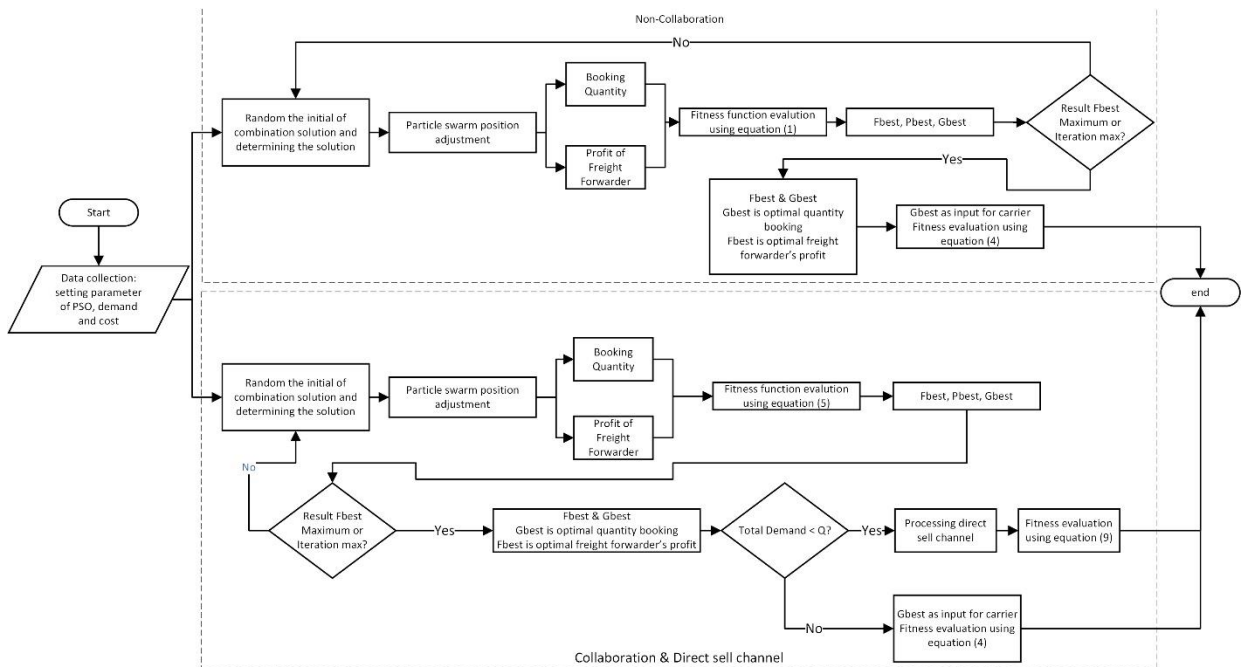 Non-Collaboration
No
Start
Data collection:
setting parameter
of PSO, demand
and cost
Random the initial of
combination solution and
determining the solution
Particle swarm position
adjustment
Booking
Quantity
Profit of
Freight
Forwarder
Fitness function evalution
using equation (1)
Fbest, Pbest, Gbest
Result Fbest
Maximum or
Iteration max?
Yes
Fbest & Gbest
Gbest is optimal quantity
booking
Fbest is optimal freight
forwarder's profit
Gbest as input for carrier
Fitness evaluation using
equation (4)
end
Random the initial of
combination solution and
determining the solution
Particle swarm position
adjustment
Booking
Quantity
Profit of
Freight
Forwarder
Fitness function evalution
using equation (5)
Fbest, Pbest, Gbest
No
Result Fbest
Maximum or
Iteration max?
Yes
Fbest & Gbest
Gbest is optimal quantity booking
Fbest is optimal freight forwarder's profit
Total Demand < Q?
Yes
Processing direct
sell channel
Fitness evaluation
using equation (9)
No
Gbest as input for carrier
Fitness evaluation using
equation (4)
Collaboration & Direct sell channel